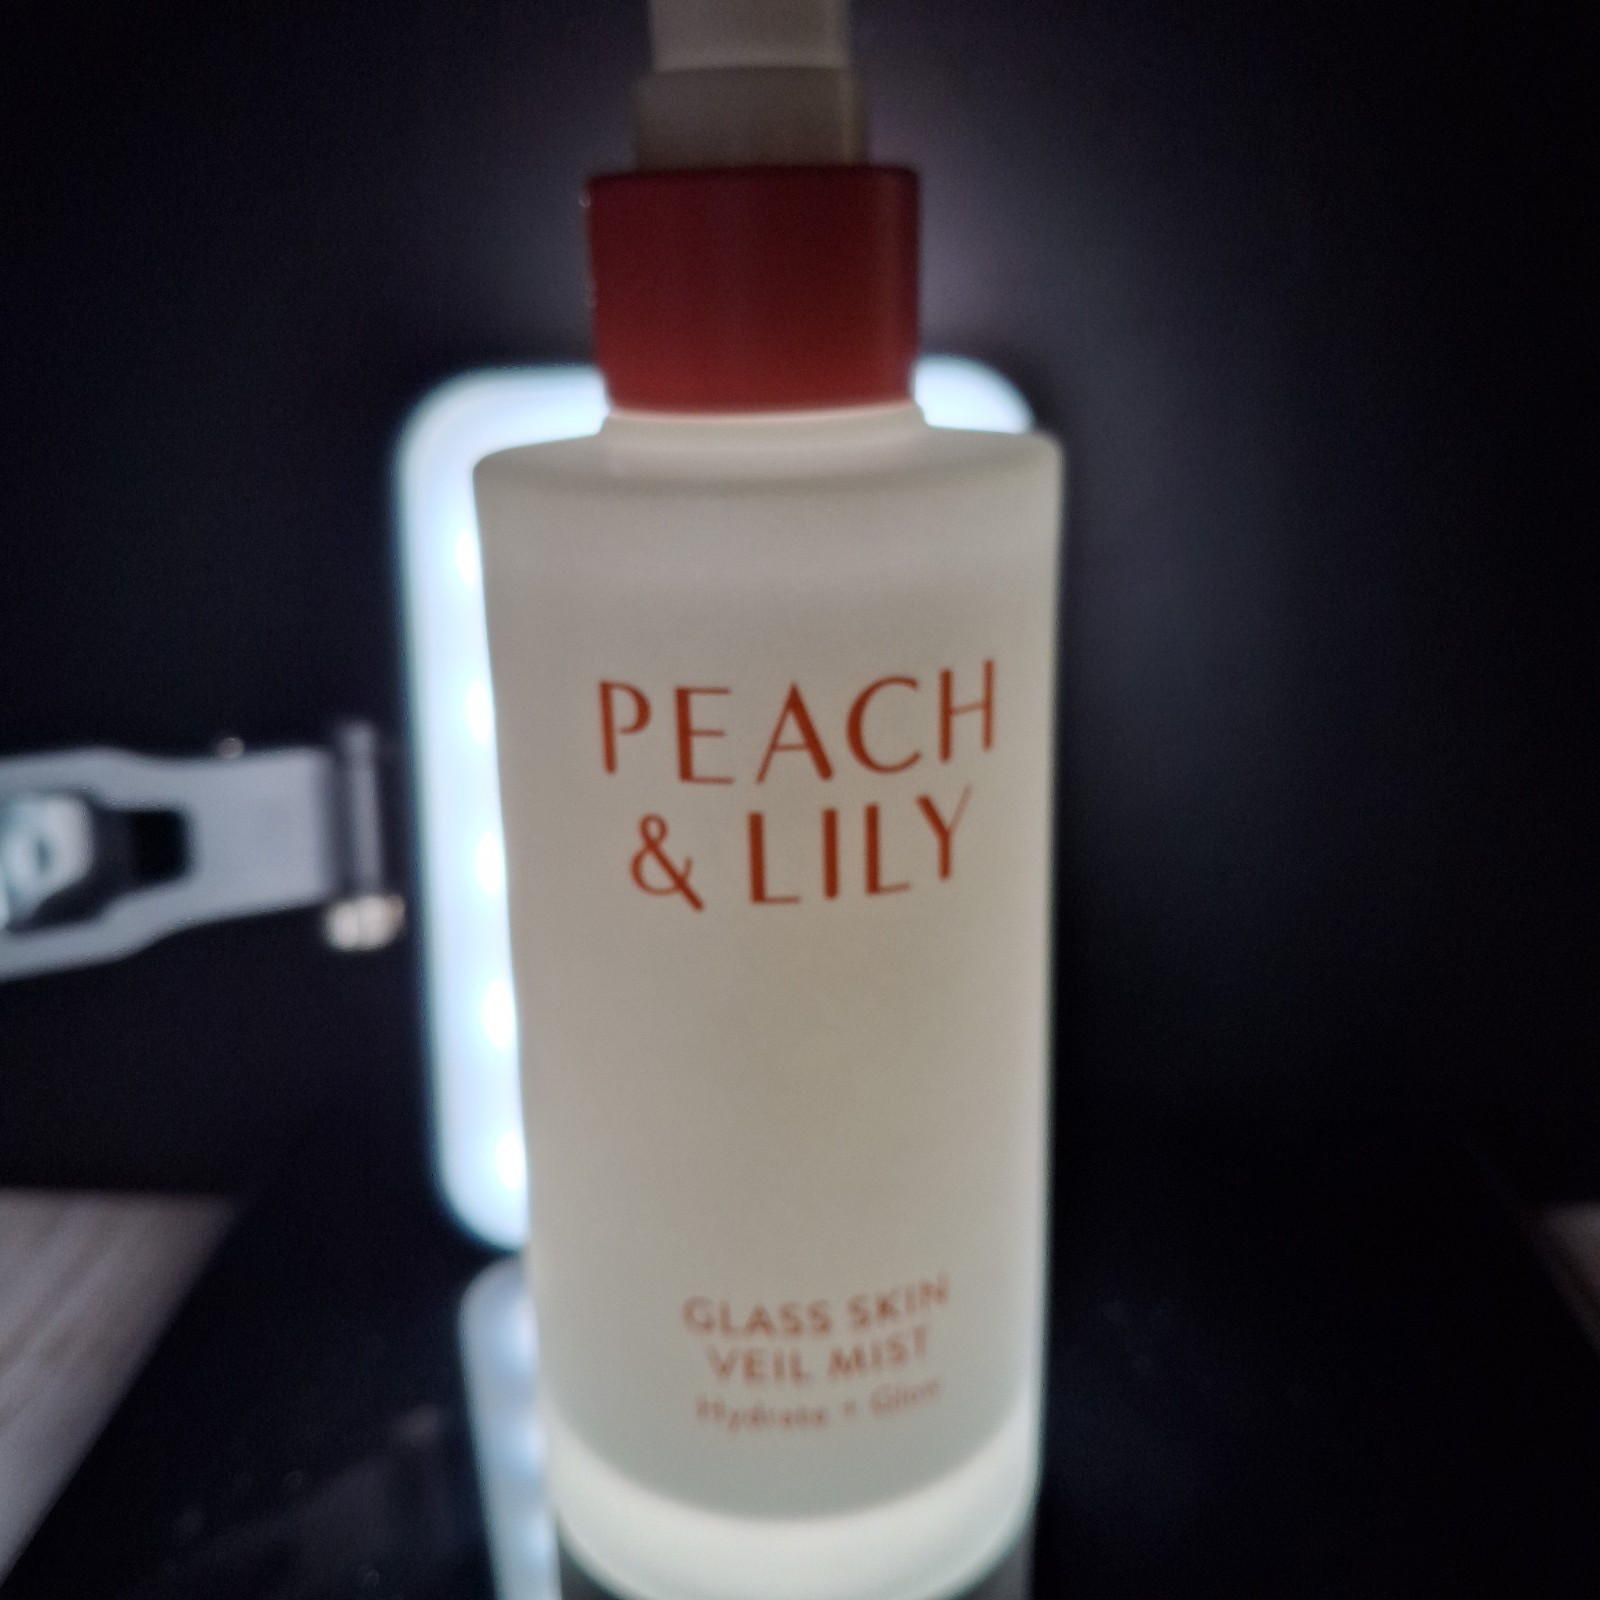 PEACH
& LILY
GLASS SKIN
VEIL MIST
Hydrate + Glow